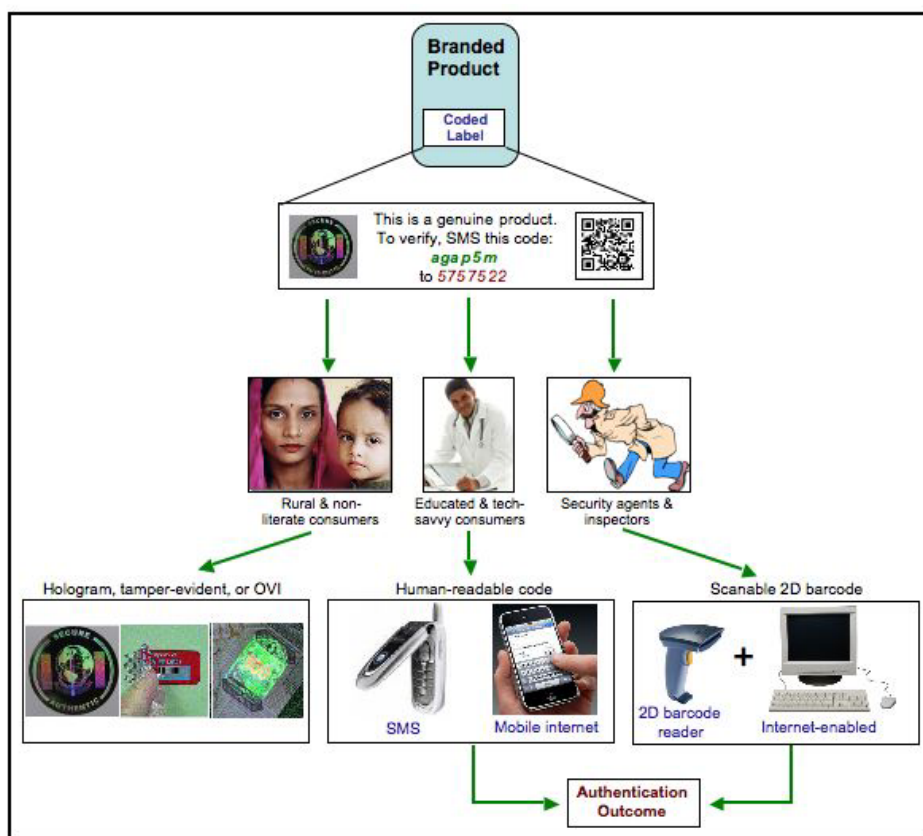 Branded
Product
Coded
Label
This is a genuine product.
To verify, SMS this code:
agap5m
to 5757522
Rural & non-
literate consumers
Educated & tech-
savvy consumers
Security agents &
inspectors
Hologram, tamper-evident, or OVI
Human-readable code
Scanable 2D barcode
SECURE
AUTHENTIC
SMS
Mobile internet
2D barcode
reader
+
Internet-enabled
Authentication
Outcome